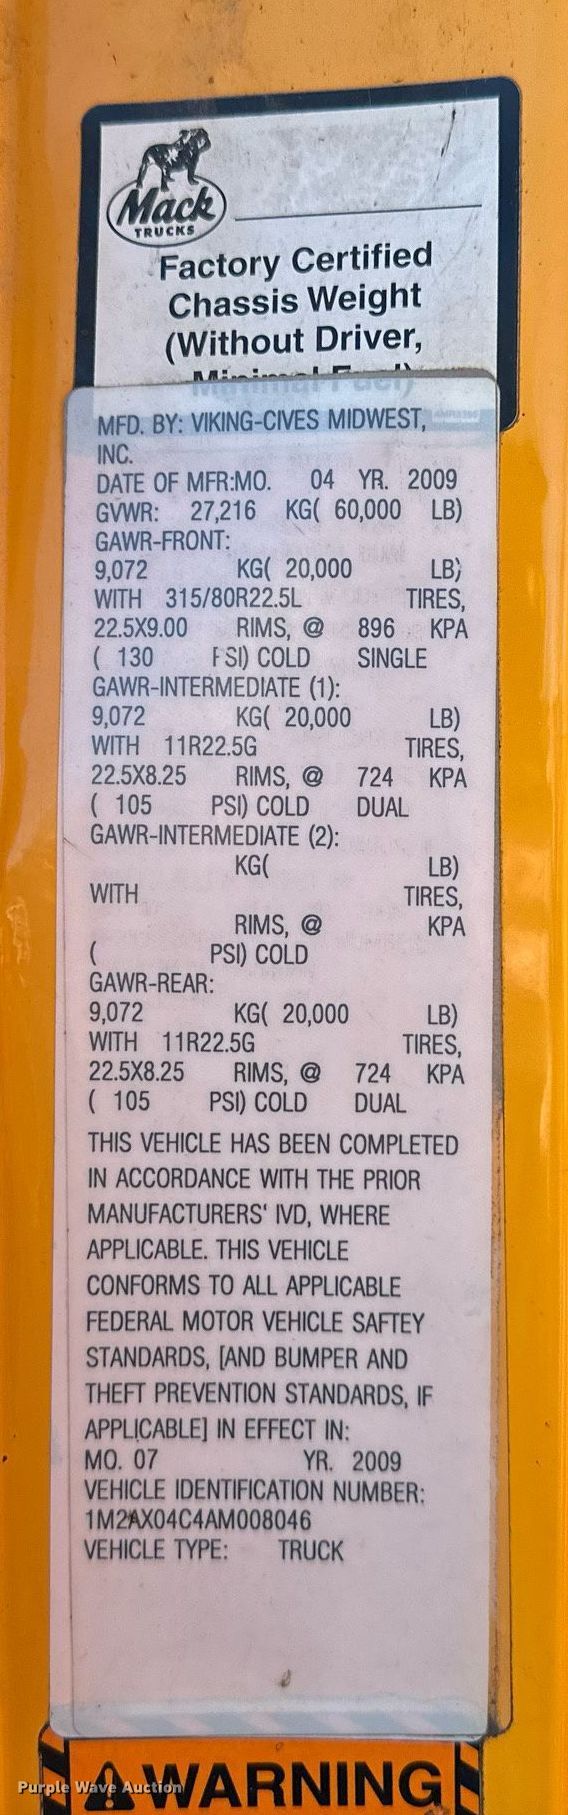 Mack
TRUCKS
Factory Certified
Chassis Weight
(Without Driver,
Minimal Fuel)
MFD. BY: VIKING-CIVES MIDWEST,
INC.
DATE OF MFR:MO. 04 YR. 2009
GVWR: 27,216 KG( 60,000 LB)
GAWR-FRONT:
9,072 KG( 20,000 LB)
WITH 315/80R22.5L TIRES,
22.5X9.00 RIMS, @ 896 KPA
( 130 PSI) COLD SINGLE
GAWR-INTERMEDIATE (1):
9,072 KG( 20,000 LB)
WITH 11R22.5G TIRES,
22.5X8.25 RIMS, @ 724 KPA
( 105 PSI) COLD DUAL
GAWR-INTERMEDIATE (2):
KG( LB)
WITH TIRES,
RIMS, @ KPA
( PSI) COLD
GAWR-REAR:
9,072 KG( 20,000 LB)
WITH 11R22.5G TIRES,
22.5X8.25 RIMS, @ 724 KPA
( 105 PSI) COLD DUAL
THIS VEHICLE HAS BEEN COMPLETED
IN ACCORDANCE WITH THE PRIOR
MANUFACTURERS' IVD, WHERE
APPLICABLE. THIS VEHICLE
CONFORMS TO ALL APPLICABLE
FEDERAL MOTOR VEHICLE SAFTEY
STANDARDS, [AND BUMPER AND
THEFT PREVENTION STANDARDS, IF
APPLICABLE] IN EFFECT IN:
MO. 07 YR. 2009
VEHICLE IDENTIFICATION NUMBER:
1M2AX04C4AM008046
VEHICLE TYPE: TRUCK
WARNING
Purple Wave Auction